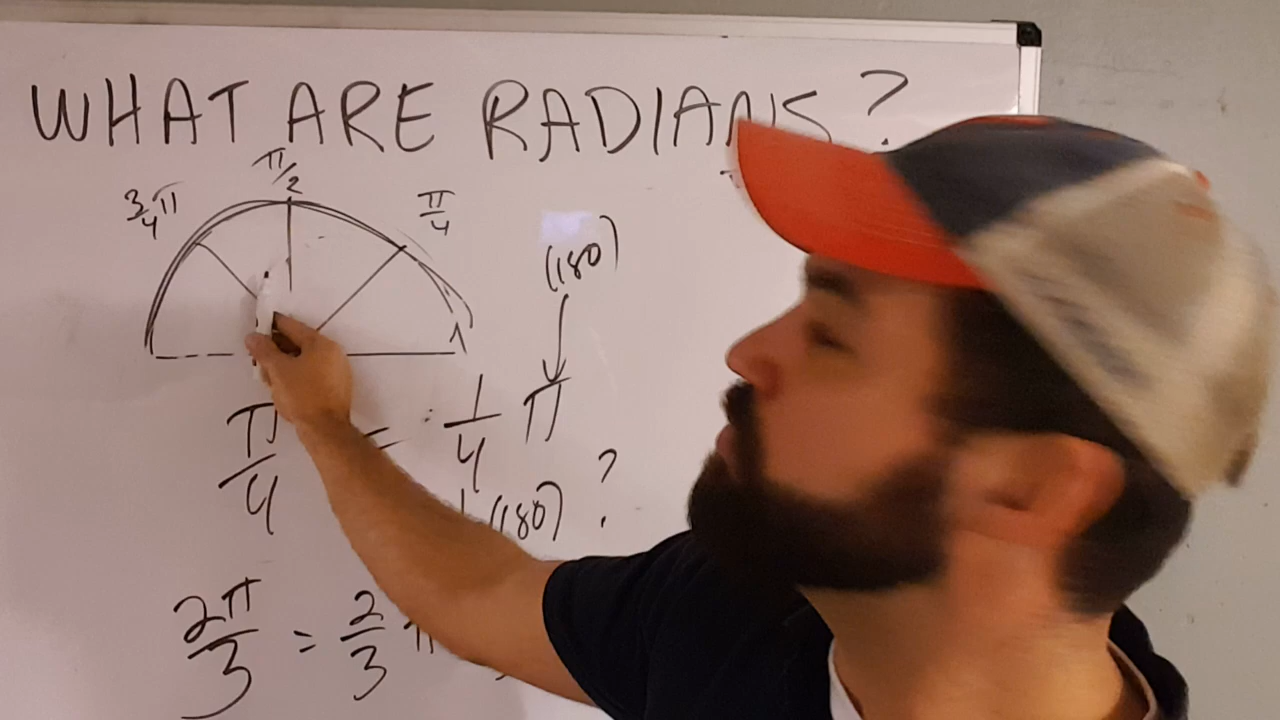 WHAT ARE RADIANS?
π/2
3/4 π
π/4
(180)
π/4 = 1/4 π
(180) ?
2π/3 = 2/3 π